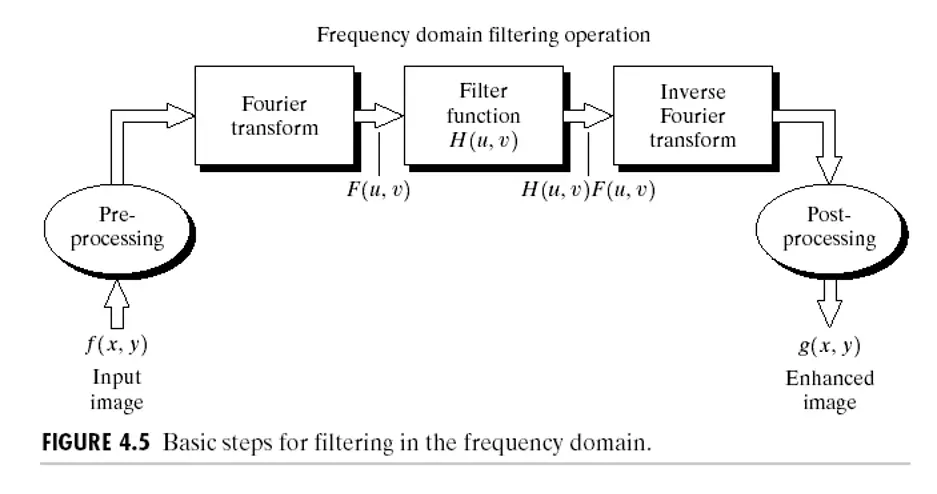 Frequency domain filtering operation
Fourier
transform
Filter
function
H(u, v)
Inverse
Fourier
transform
F(u, v)
H(u, v)F(u, v)
Pre-
processing
Post-
processing
f(x, y)
Input
image
g(x, y)
Enhanced
image
FIGURE 4.5 Basic steps for filtering in the frequency domain.